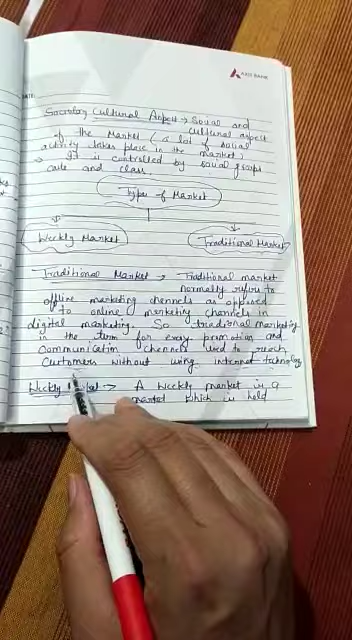 AXIS BANK
DATE:
Socioloy Cultural Aspect → Social and
cultural aspect
of the Market (a lot of social
activity takes place in the market)
→ It is controlled by social groups
caste and class.
Types of Market
Weekly Market
Traditional Market
Traditional Market → Traditional market
normally refers to
offline marketing channels as opposed
to online marketing channels in
digital marketing. So traditional marketing
is the term for every promotion and
Communication channels used to reach
Customers without using internet technology
Weekly Market → A weekly market is a
market which is held